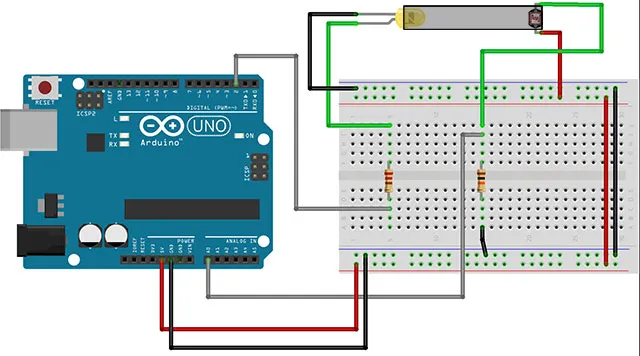 RESET
ICSP2
AREF
GND
13
12
~11
~10
~9
8
7
~6
~5
4
~3
2
TX→1
RX←0
DIGITAL (PWM~)
L
TX
RX
UNO
Arduino
ON
ICSP
1
IOREF
RESET
3V3
5V
GND
GND
VIN
POWER
A0
A1
A2
A3
A4
A5
ANALOG IN